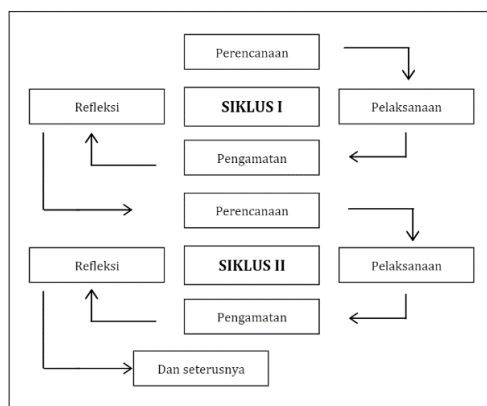 Perencanaan
Refleksi
SIKLUS I
Pelaksanaan
Pengamatan
Perencanaan
Refleksi
SIKLUS II
Pelaksanaan
Pengamatan
Dan seterusnya